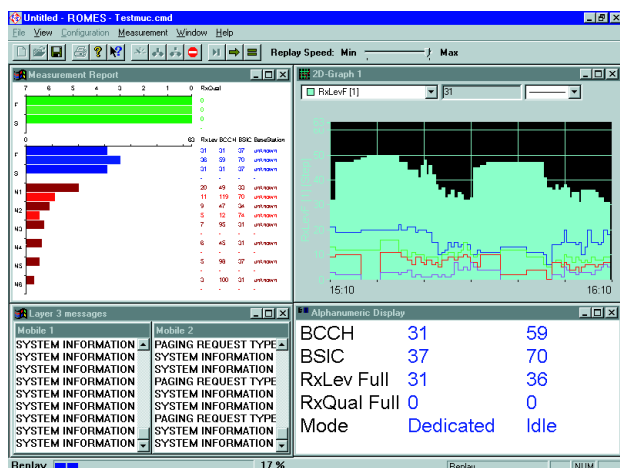 Untitled - ROMES - Testmuc.cmd
File View Configuration Measurement Window Help
Replay Speed: Min Max
Measurement Report
7 6 5 4 3 2 1 0 RxQual
F 0
0
S 0
-
0 63 RxLev BCCH BSIC BaseStation
F 31 31 37 unknown
36 59 70 unknown
S 31 31 37 unknown
- - - -
N1 20 49 33 unknown
11 119 70 unknown
N2 9 47 34 unknown
5 12 74 unknown
N3 7 95 31 unknown
- - - -
N4 6 45 31 unknown
- - - -
N5 5 98 37 unknown
- - - -
N6 3 100 31 unknown
- - - -
2D-Graph 1
RxLevF [1] 31
15:10 16:10
Layer 3 messages
Mobile 1
SYSTEM INFORMATION
SYSTEM INFORMATION
SYSTEM INFORMATION
SYSTEM INFORMATION
SYSTEM INFORMATION
SYSTEM INFORMATION
SYSTEM INFORMATION
SYSTEM INFORMATION
SYSTEM INFORMATION
Mobile 2
PAGING REQUEST TYPE
SYSTEM INFORMATION
SYSTEM INFORMATION
PAGING REQUEST TYPE
SYSTEM INFORMATION
SYSTEM INFORMATION
PAGING REQUEST TYPE
SYSTEM INFORMATION
SYSTEM INFORMATION
Alphanumeric Display
BCCH 31 59
BSIC 37 70
RxLev Full 31 36
RxQual Full 0 0
Mode Dedicated Idle
Replay 17 % Replay NUM